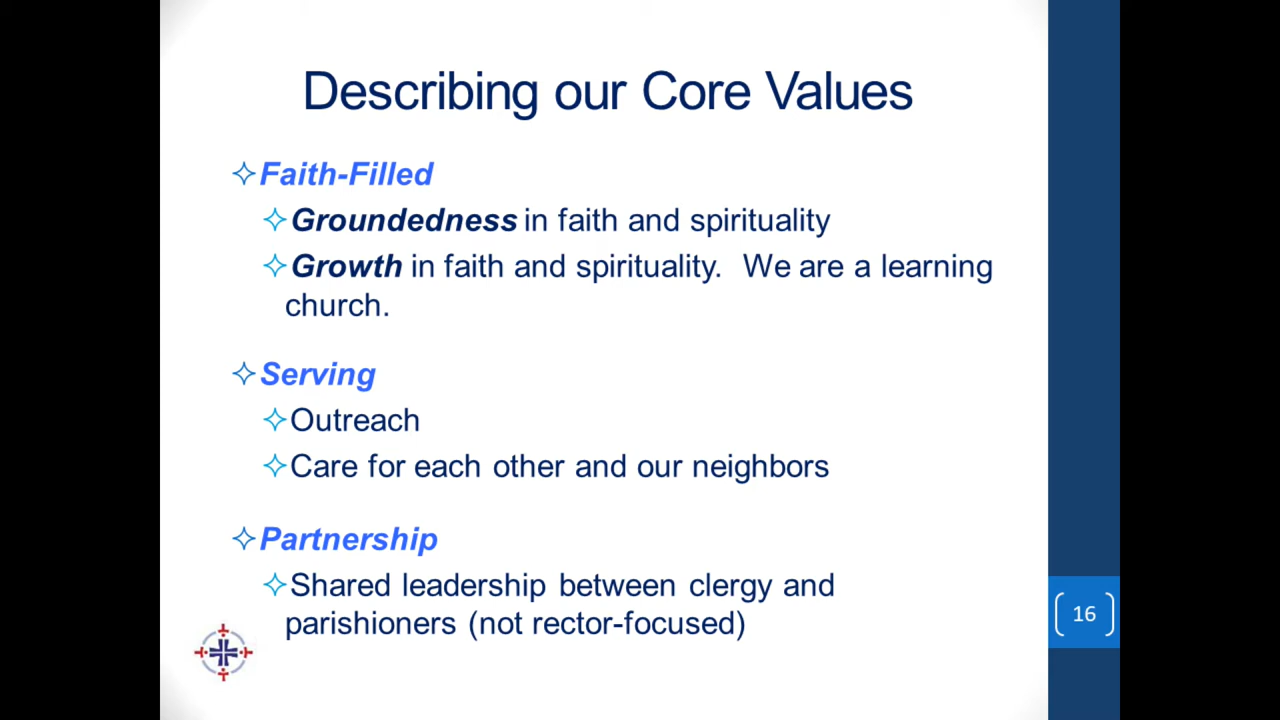 Describing our Core Values
Faith-Filled
Groundedness in faith and spirituality
Growth in faith and spirituality.  We are a learning
church.
Serving
Outreach
Care for each other and our neighbors
Partnership
Shared leadership between clergy and
parishioners (not rector-focused)
16